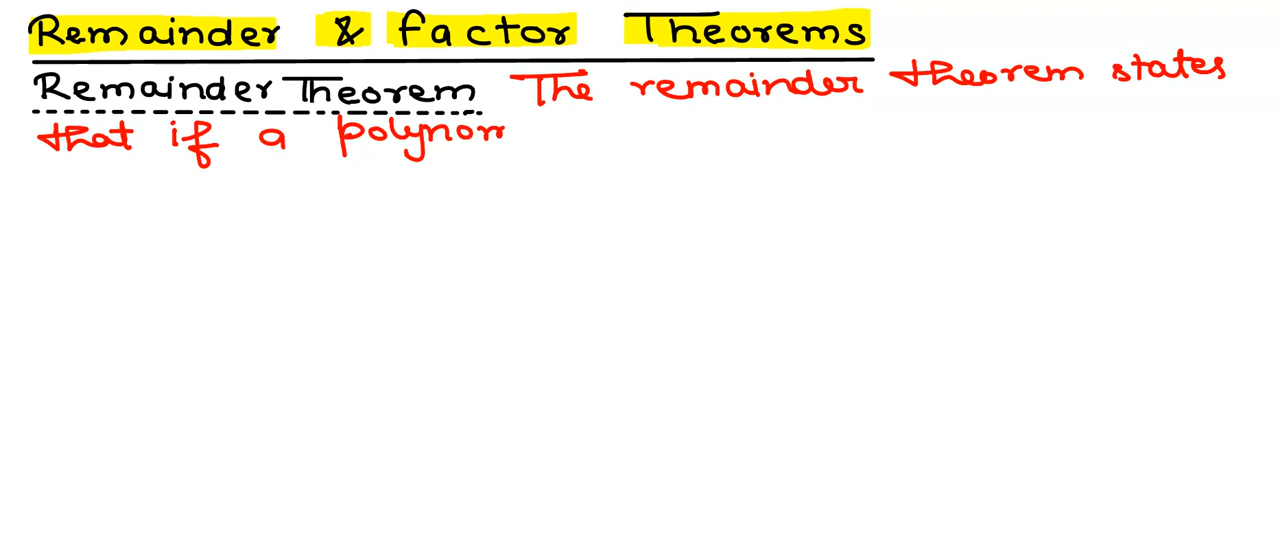 Remainder & Factor Theorems
Remainder Theorem The remainder theorem states
that if a polynom